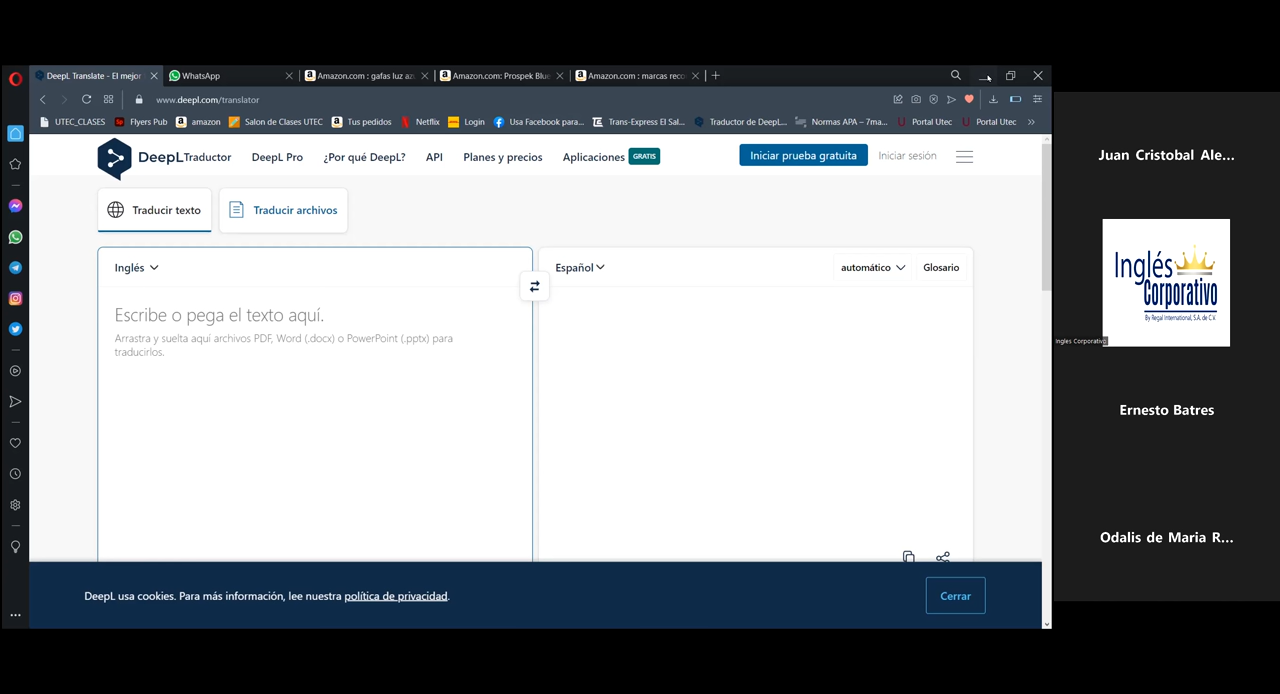 DeepL Translate - El mejor
WhatsApp
Amazon.com : gafas luz az
Amazon.com: Prospek Blue
Amazon.com : marcas reco
www.deepl.com/translator
UTEC_CLASES
Flyers Pub
amazon
Salon de Clases UTEC
Tus pedidos
Netflix
Login
Usa Facebook para...
Trans-Express El Sal...
Traductor de DeepL...
Normas APA – 7ma...
Portal Utec
Portal Utec
DeepL Traductor
DeepL Pro
¿Por qué DeepL?
API
Planes y precios
Aplicaciones GRATIS
Iniciar prueba gratuita
Iniciar sesión
Traducir texto
Traducir archivos
Inglés
Español
automático
Glosario
Escribe o pega el texto aquí.
Arrastra y suelta aquí archivos PDF, Word (.docx) o PowerPoint (.pptx) para
traducirlos.
DeepL usa cookies. Para más información, lee nuestra política de privacidad.
Cerrar
Juan Cristobal Ale...
Inglés
Corporativo
By Regal International, S.A. de C.V.
Ingles Corporativo
Ernesto Batres
Odalis de Maria R...